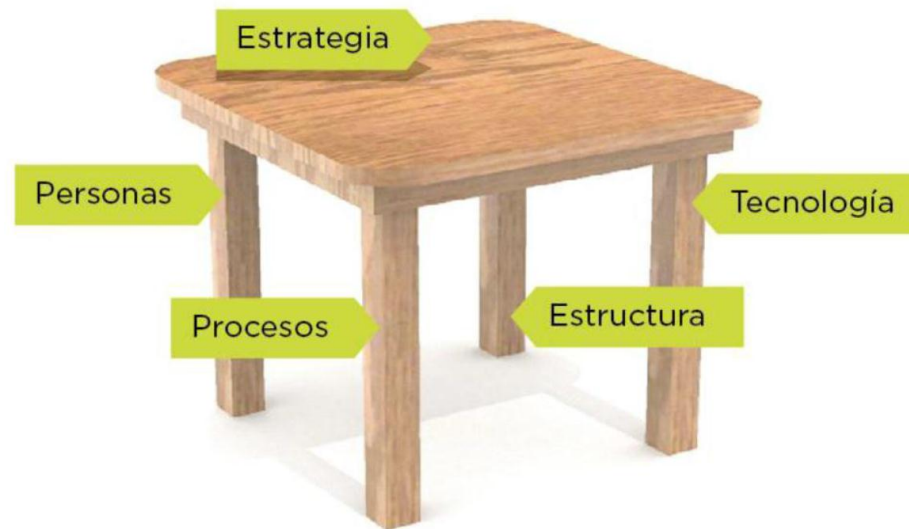 Estrategia
Personas
Tecnología
Procesos
Estructura